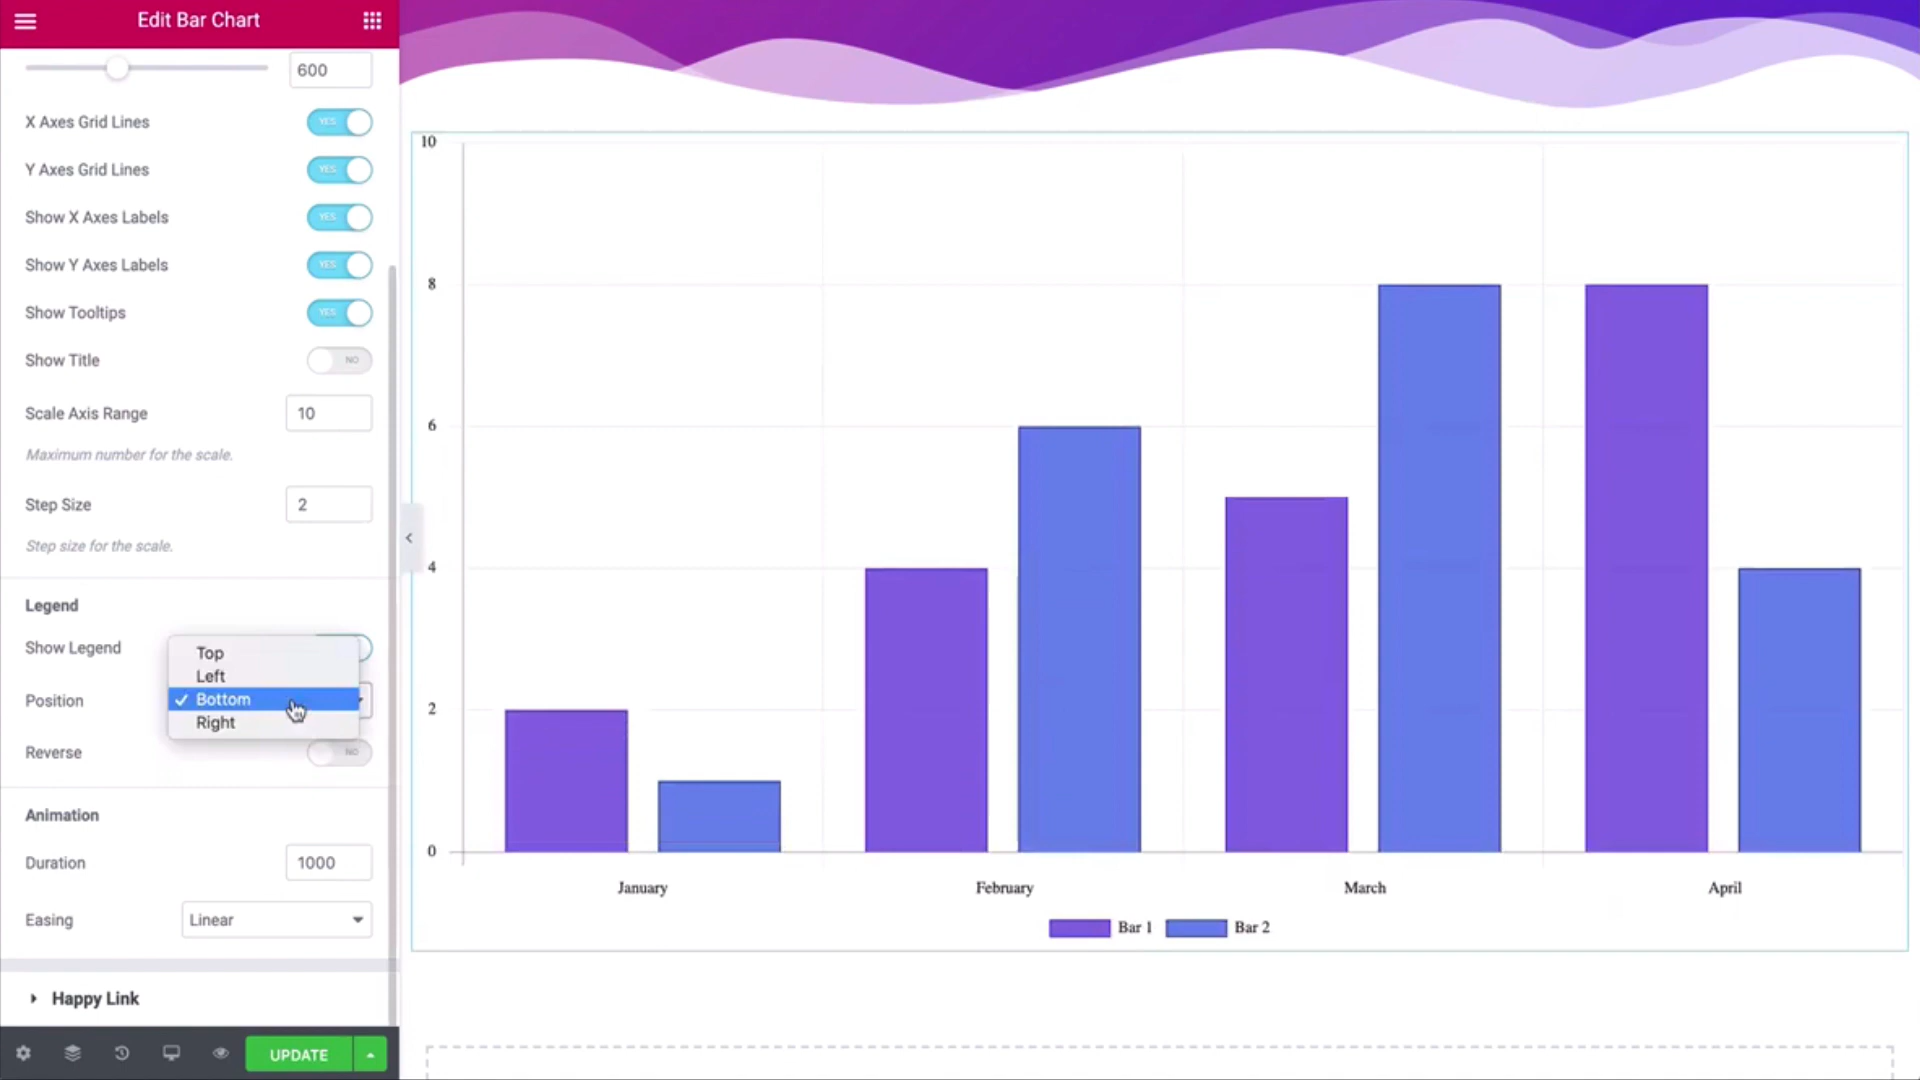 Edit Bar Chart
600
X Axes Grid Lines YES
Y Axes Grid Lines YES
Show X Axes Labels YES
Show Y Axes Labels YES
Show Tooltips YES
Show Title NO
Scale Axis Range 10
Maximum number for the scale.
Step Size 2
Step size for the scale.
Legend
Show Legend
Top
Left
Position
Bottom
Right
Reverse NO
Animation
Duration 1000
Easing Linear
Happy Link
UPDATE
10
8
6
4
2
0
January February March April
Bar 1 Bar 2